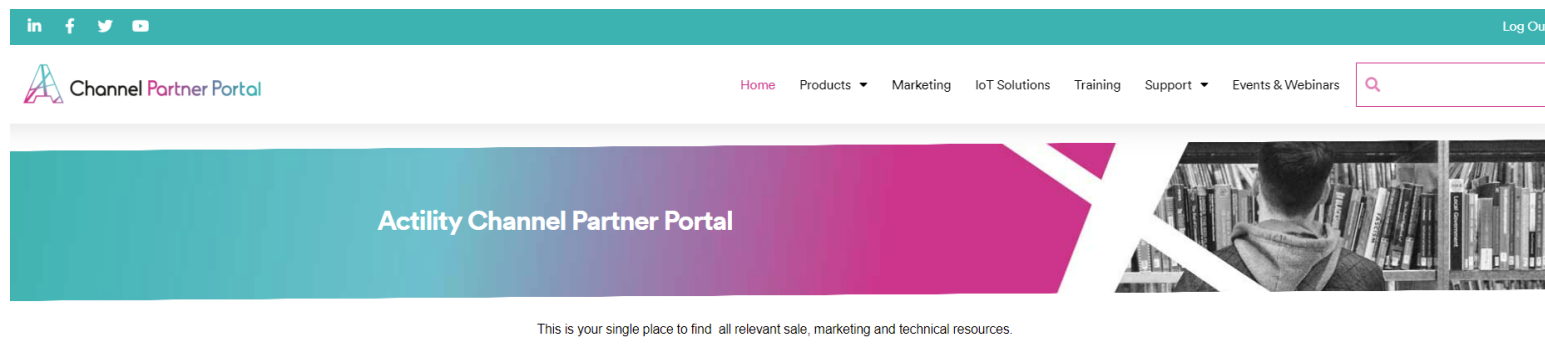 Log Ou
Channel Partner Portal
Home Products Marketing IoT Solutions Training Support Events & Webinars
Actility Channel Partner Portal
This is your single place to find all relevant sale, marketing and technical resources.